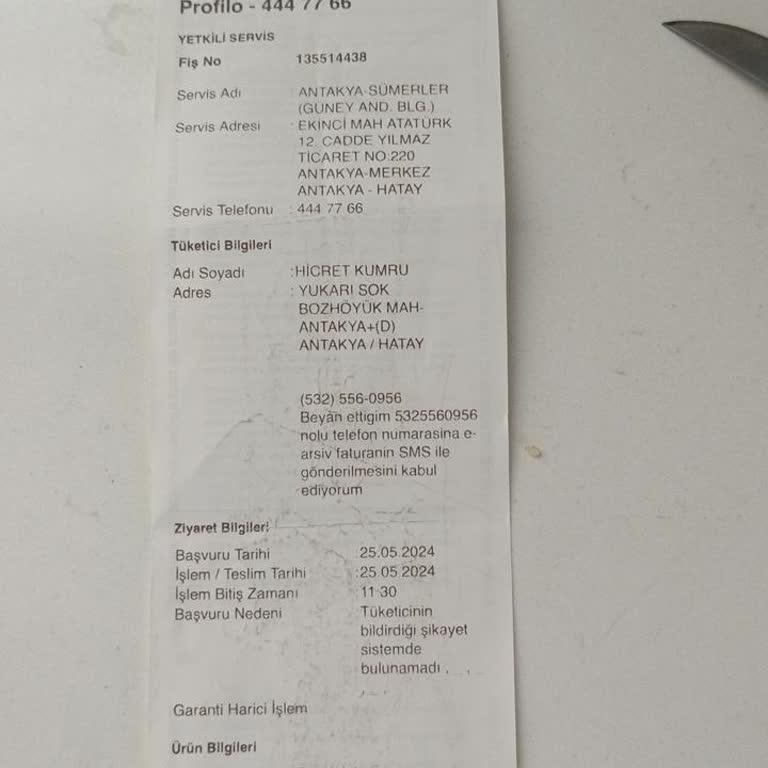 Profilo - 444 77 66
YETKİLİ SERVİS
Fiş No 135514438
Servis Adı : ANTAKYA-SÜMERLER
(GÜNEY AND. BLG.)
Servis Adresi : EKİNCİ MAH ATATÜRK
12. CADDE YILMAZ
TİCARET NO:220
ANTAKYA-MERKEZ
ANTAKYA - HATAY
Servis Telefonu : 444 77 66
Tüketici Bilgileri
Adı Soyadı :HİCRET KUMRU
Adres : YUKARI SOK
BOZHÖYÜK MAH-
ANTAKYA+(D)
ANTAKYA / HATAY
(532) 556-0956
Beyan ettigim 5325560956
nolu telefon numarasina e-
arsiv faturanin SMS ile
gönderilmesini kabul
ediyorum
Ziyaret Bilgileri
Başvuru Tarihi :25.05.2024
İşlem / Teslim Tarihi :25.05.2024
İşlem Bitiş Zamanı :11:30
Başvuru Nedeni : Tüketicinin
bildirdiği şikayet
sistemde
bulunamadı .
Garanti Harici İşlem
Ürün Bilgileri